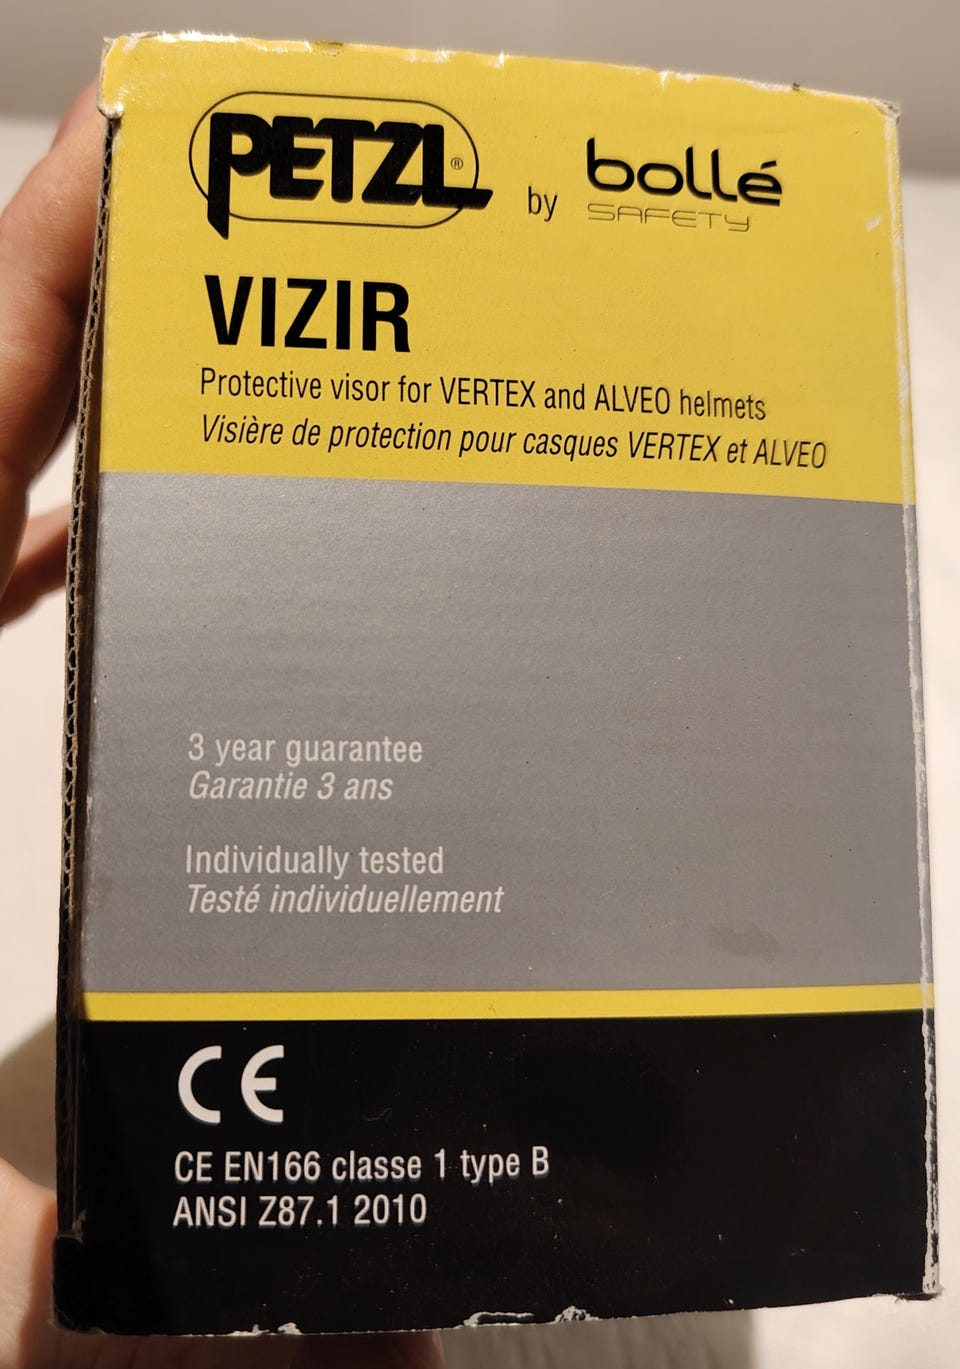 PETZL® by bollé
SAFETY
VIZIR
Protective visor for VERTEX and ALVEO helmets
Visière de protection pour casques VERTEX et ALVEO
3 year guarantee
Garantie 3 ans
Individually tested
Testé individuellement
CE
CE EN166 classe 1 type B
ANSI Z87.1 2010